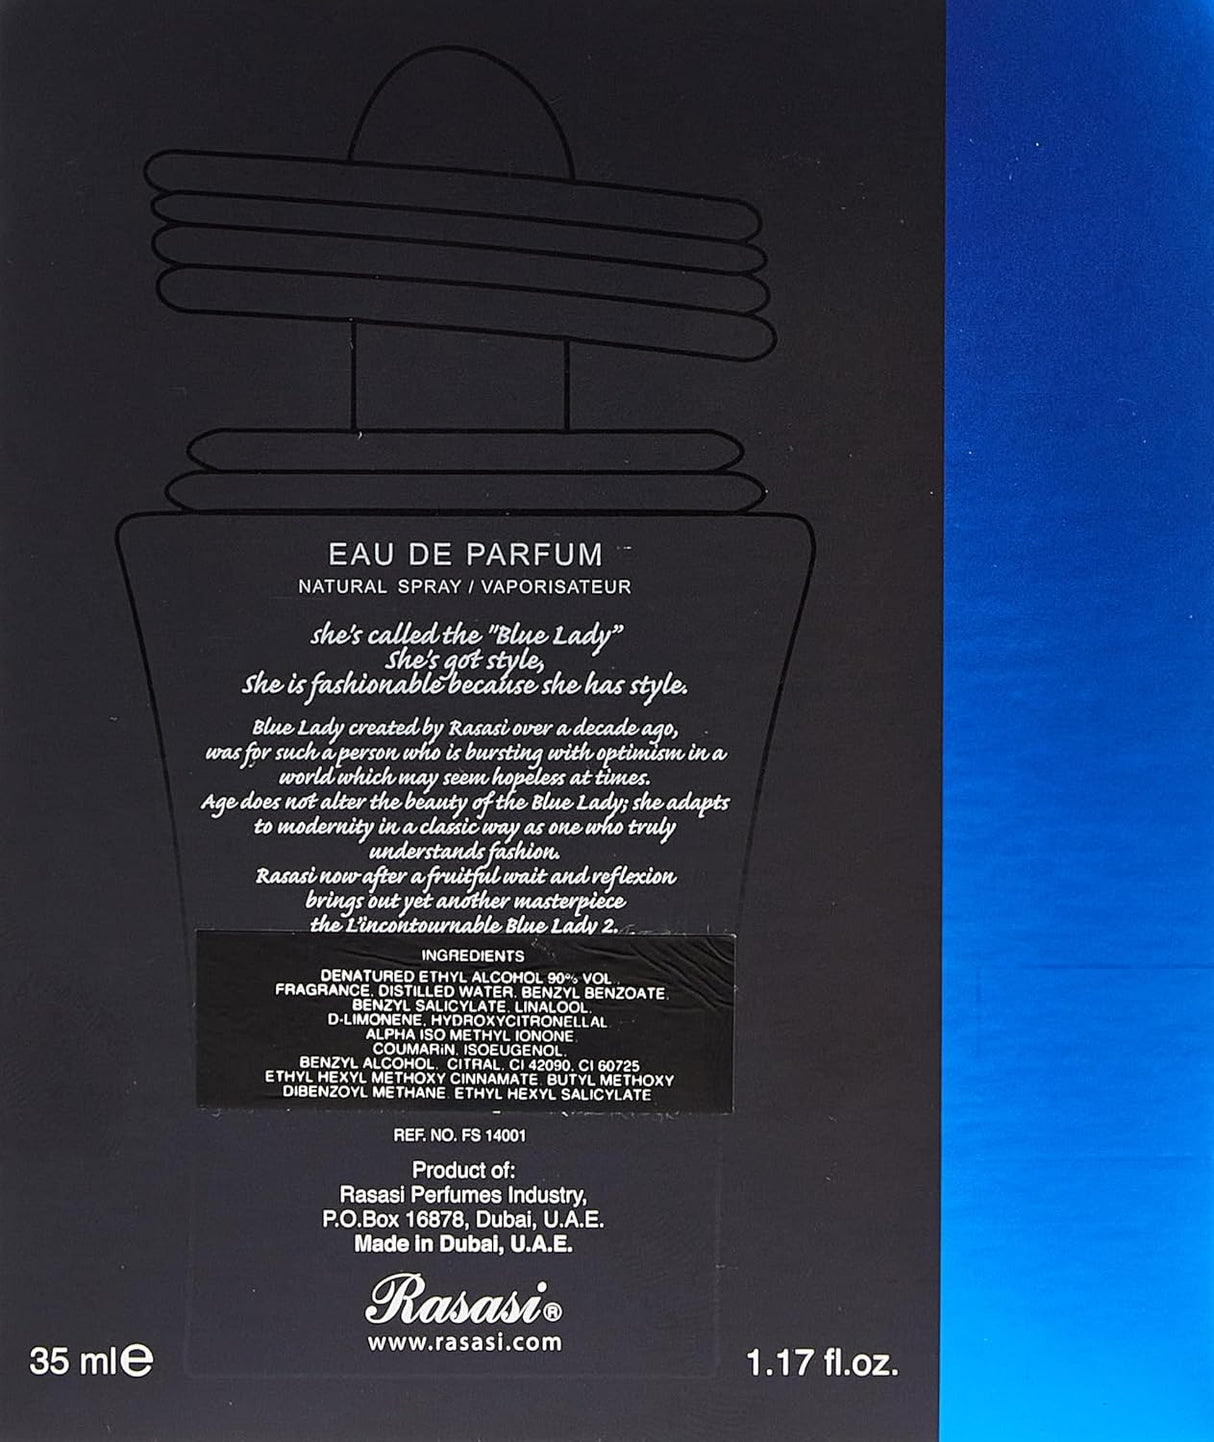 EAU DE PARFUM
NATURAL SPRAY / VAPORISATEUR
she's called the "Blue Lady"
She's got style,
She is fashionable because she has style.
Blue Lady created by Rasasi over a decade ago,
was for such a person who is bursting with optimism in a
world which may seem hopeless at times.
Age does not alter the beauty of the Blue Lady; she adapts
to modernity in a classic way as one who truly
understands fashion.
Rasasi now after a fruitful wait and reflexion
brings out yet another masterpiece
the L'incontournable Blue Lady 2.
INGREDIENTS
DENATURED ETHYL ALCOHOL 90% VOL.,
FRAGRANCE, DISTILLED WATER, BENZYL BENZOATE,
BENZYL SALICYLATE, LINALOOL,
D-LIMONENE, HYDROXYCITRONELLAL
ALPHA ISO METHYL IONONE,
COUMARiN, ISOEUGENOL,
BENZYL ALCOHOL, CITRAL, CI 42090, CI 60725
ETHYL HEXYL METHOXY CINNAMATE, BUTYL METHOXY
DIBENZOYL METHANE, ETHYL HEXYL SALICYLATE
REF. NO. FS 14001
Product of:
Rasasi Perfumes Industry,
P.O.Box 16878, Dubai, U.A.E.
Made in Dubai, U.A.E.
Rasasi®
www.rasasi.com
35 ml e
1.17 fl.oz.